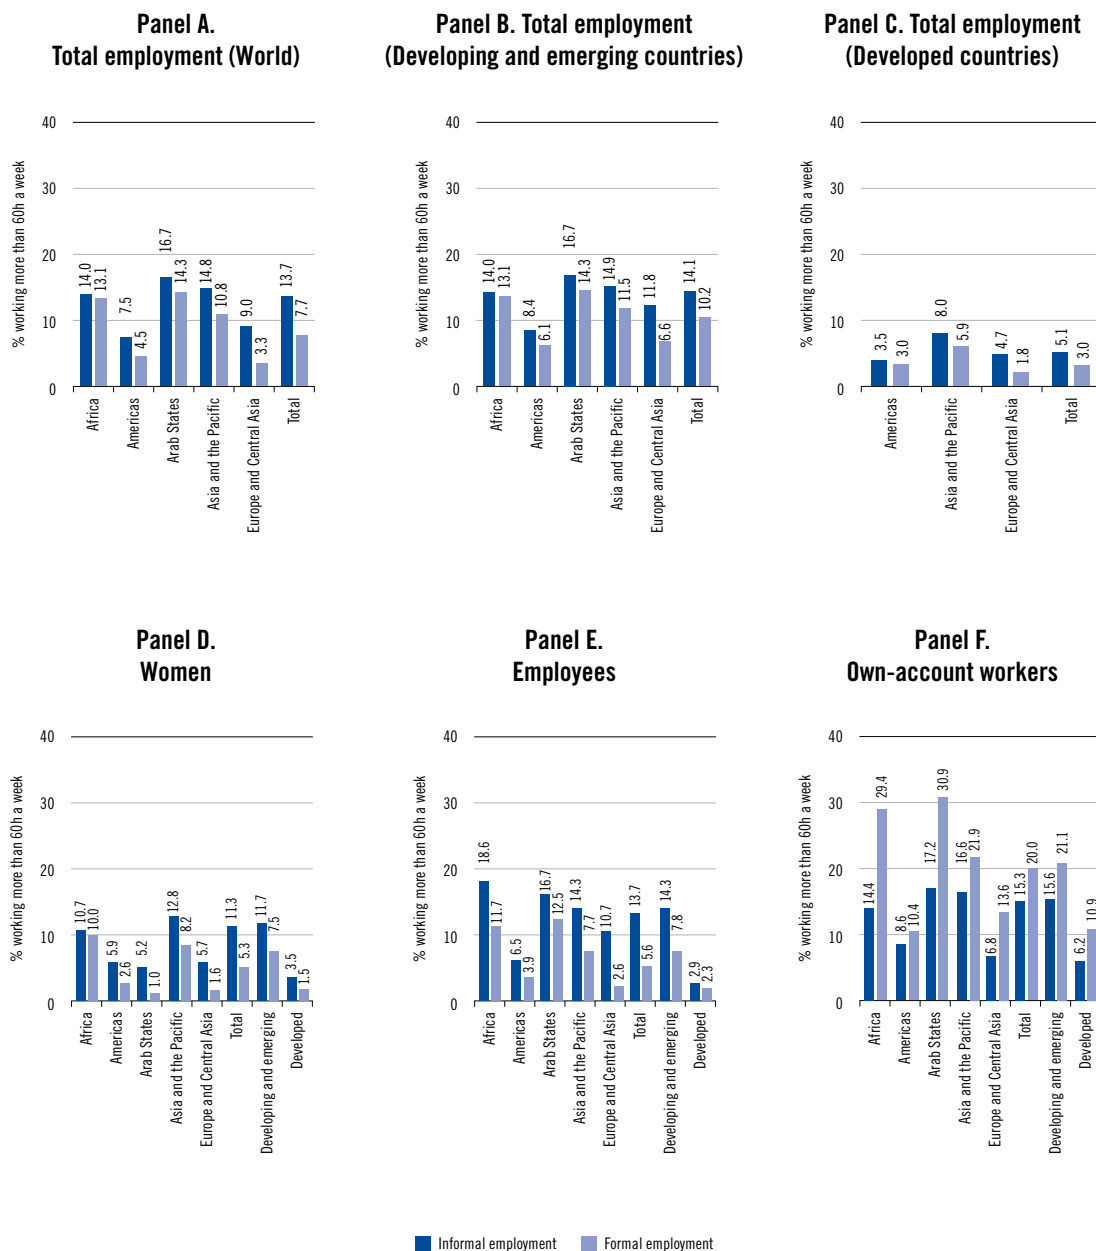 Panel A.
Total employment (World)
% working more than 60h a week
40
30
20
10
0
14.0
13.1
7.5
4.5
16.7
14.3
14.8
10.8
9.0
3.3
13.7
7.7
Africa
Americas
Arab States
Asia and the Pacific
Europe and Central Asia
Total
Panel B. Total employment
(Developing and emerging countries)
% working more than 60h a week
40
30
20
10
0
14.0
13.1
8.4
6.1
16.7
14.3
14.9
11.5
11.8
6.6
14.1
10.2
Africa
Americas
Arab States
Asia and the Pacific
Europe and Central Asia
Total
Panel C. Total employment
(Developed countries)
% working more than 60h a week
40
30
20
10
0
3.5
3.0
8.0
5.9
4.7
1.8
5.1
3.0
Americas
Asia and the Pacific
Europe and Central Asia
Total
Panel D.
Women
% working more than 60h a week
40
30
20
10
0
10.7
10.0
5.9
2.6
5.2
1.0
12.8
8.2
5.7
1.6
11.3
5.3
11.7
7.5
3.5
1.5
Africa
Americas
Arab States
Asia and the Pacific
Europe and Central Asia
Total
Developing and emerging
Developed
Panel E.
Employees
% working more than 60h a week
40
30
20
10
0
18.6
11.7
6.5
3.9
16.7
12.5
14.3
7.7
10.7
2.6
13.7
5.6
14.3
7.8
2.9
2.3
Africa
Americas
Arab States
Asia and the Pacific
Europe and Central Asia
Total
Developing and emerging
Developed
Panel F.
Own-account workers
% working more than 60h a week
40
30
20
10
0
14.4
29.4
8.6
10.4
17.2
30.9
16.6
21.9
6.8
13.6
15.3
20.0
15.6
21.1
6.2
10.9
Africa
Americas
Arab States
Asia and the Pacific
Europe and Central Asia
Total
Developing and emerging
Developed
Informal employment
Formal employment